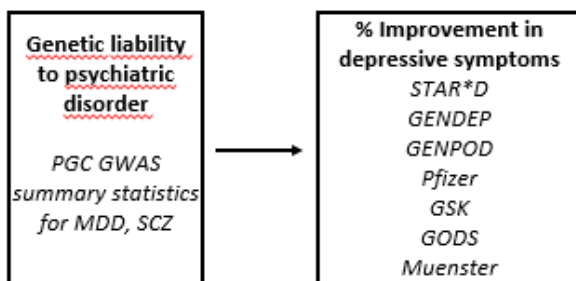 Genetic liability
to psychiatric
disorder
PGC GWAS
summary statistics
for MDD, SCZ
% Improvement in
depressive symptoms
STAR*D
GENDEP
GENPOD
Pfizer
GSK
GODS
Muenster